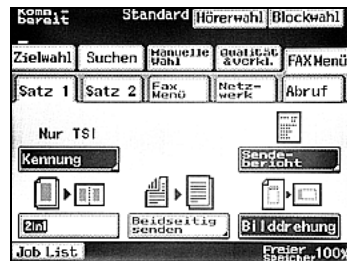 Komm.-
bereit
Standard Hörerwahl Blockwahl
Zielwahl Suchen Manuelle Wahl Qualität &Verkl. FAX Menü
Satz 1 Satz 2 Fax Menü Netz-werk Abruf
Nur TSI
Kennung Sende-bericht
2in1 Beidseitig senden Bilddrehung
Job List Freier Speicher 100%